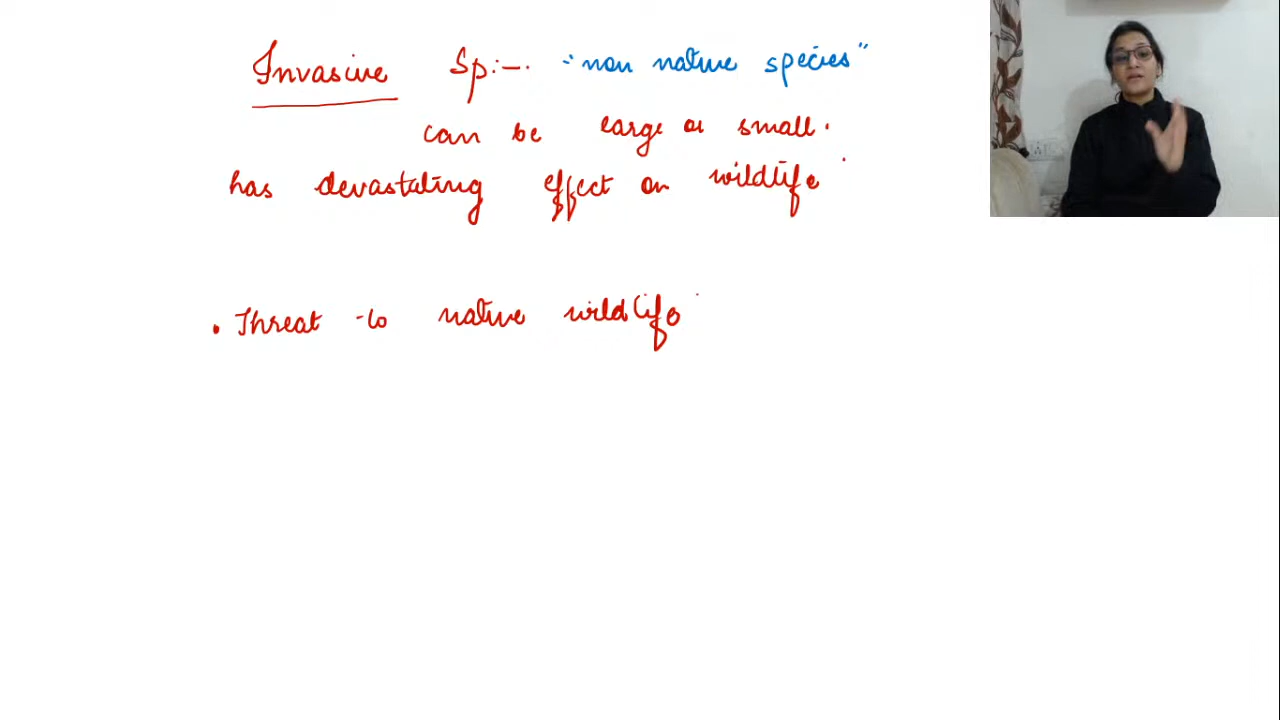 Invasive Sp:-. "non native species"
can be large or small.
has devastating effect on wildlife
• Threat to native wildlife